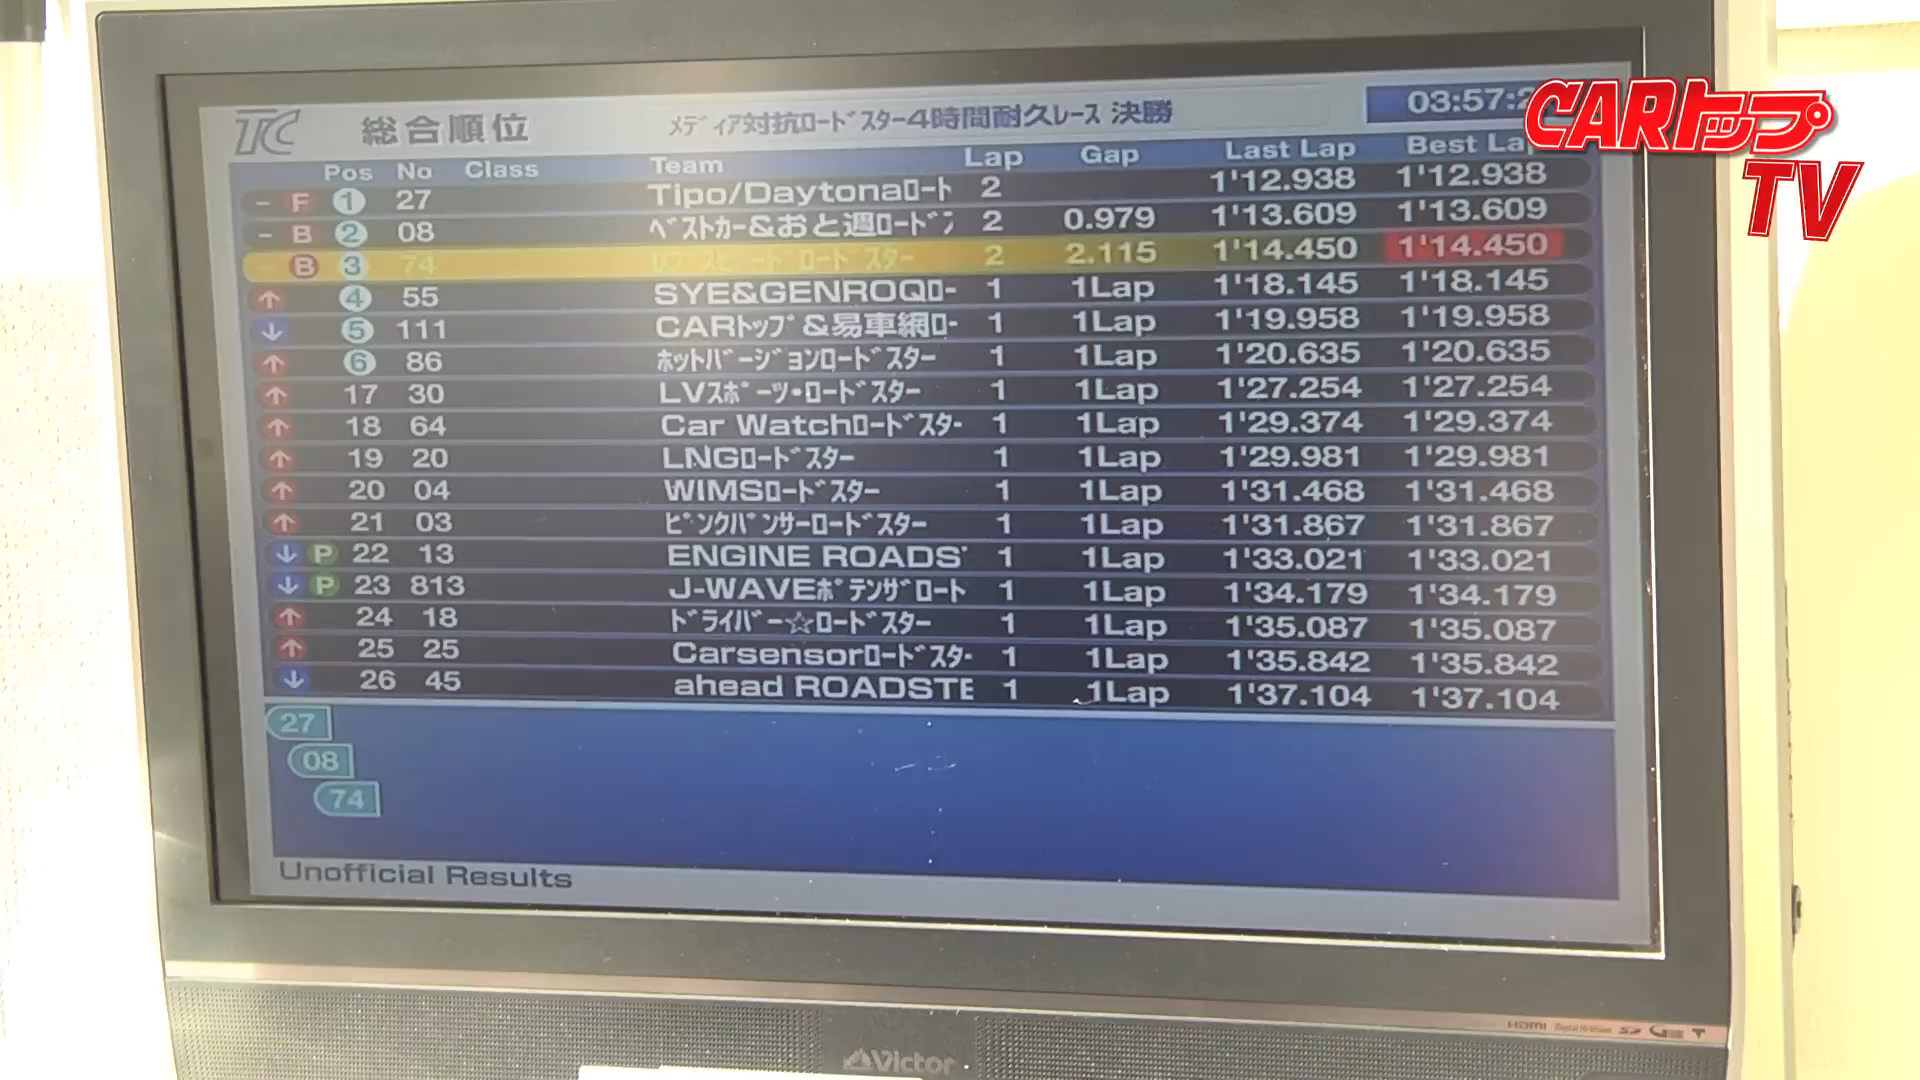 TC 総合順位 ﾒﾃﾞｨｱ対抗ﾛｰﾄﾞｽﾀｰ4時間耐久ﾚｰｽ 決勝 03:57:2
CARトップ
TV
Pos No Class Team Lap Gap Last Lap Best Lap
- F 1 27 Tipo/Daytonaﾛｰﾄ 2 1'12.938 1'12.938
- B 2 08 ﾍﾞｽﾄｶｰ&おと週ﾛｰﾄﾞｽ 2 0.979 1'13.609 1'13.609
- B 3 74 ﾛｰﾄﾞｽﾀｰ 2 2.115 1'14.450 1'14.450
↑ 4 55 SYE&GENROQﾛｰ 1 1Lap 1'18.145 1'18.145
↓ 5 111 CARﾄｯﾌﾟ&易車網ﾛｰ 1 1Lap 1'19.958 1'19.958
↑ 6 86 ﾎｯﾄﾊﾞｰｼﾞｮﾝﾛｰﾄﾞｽﾀｰ 1 1Lap 1'20.635 1'20.635
↑ 17 30 LVｽﾎﾟｰﾂ・ﾛｰﾄﾞｽﾀｰ 1 1Lap 1'27.254 1'27.254
↑ 18 64 Car Watchﾛｰﾄﾞｽﾀｰ 1 1Lap 1'29.374 1'29.374
↑ 19 20 LNGﾛｰﾄﾞｽﾀｰ 1 1Lap 1'29.981 1'29.981
↑ 20 04 WIMSﾛｰﾄﾞｽﾀｰ 1 1Lap 1'31.468 1'31.468
↑ 21 03 ﾋﾟﾝｸﾊﾟﾝｻｰﾛｰﾄﾞｽﾀｰ 1 1Lap 1'31.867 1'31.867
↓ P 22 13 ENGINE ROADS 1 1Lap 1'33.021 1'33.021
↓ P 23 813 J-WAVEﾎﾟﾃﾝｻﾞﾛｰﾄ 1 1Lap 1'34.179 1'34.179
↑ 24 18 ﾄﾞﾗｲﾊﾞｰ☆ﾛｰﾄﾞｽﾀｰ 1 1Lap 1'35.087 1'35.087
↑ 25 25 Carsensorﾛｰﾄﾞｽﾀｰ 1 1Lap 1'35.842 1'35.842
↓ 26 45 ahead ROADSTE 1 1Lap 1'37.104 1'37.104
27
08
74
Unofficial Results
HDMI
Victor